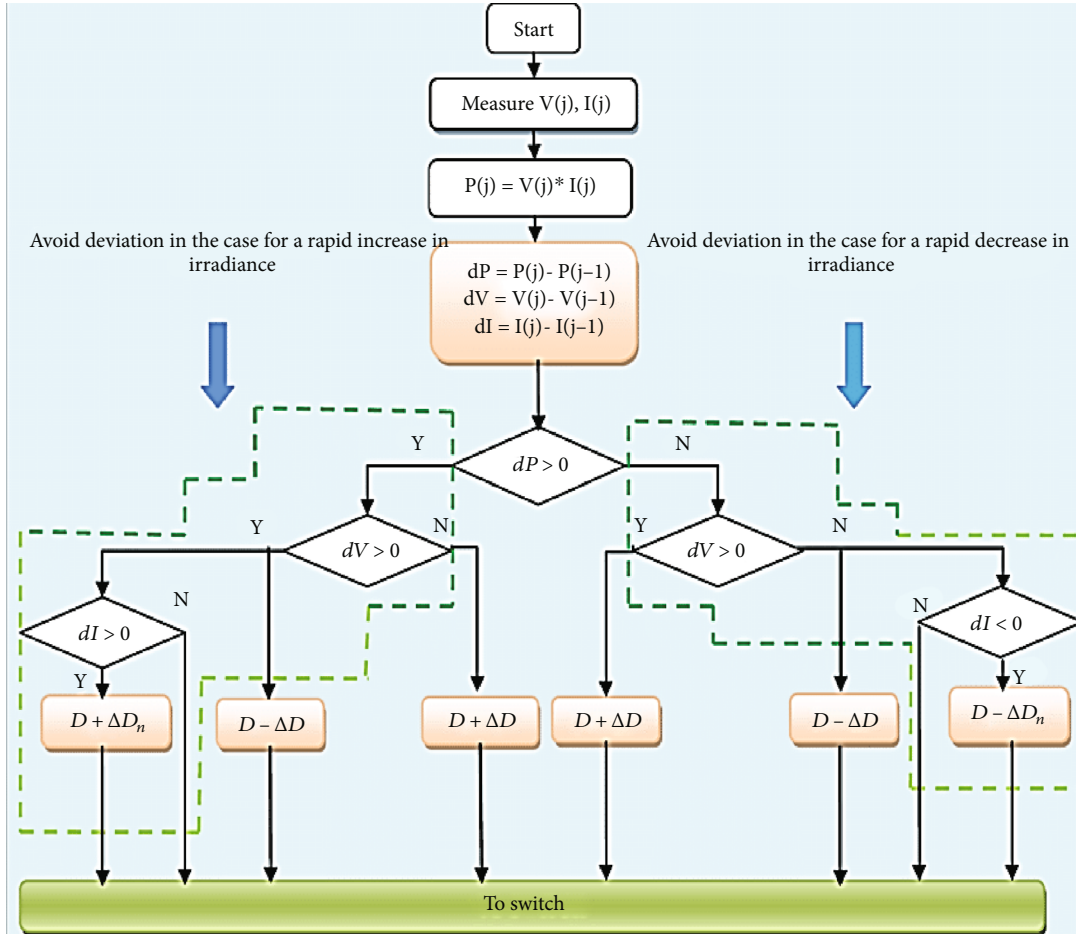 Start
Measure V(j), I(j)
P(j) = V(j)* I(j)
Avoid deviation in the case for a rapid increase in
irradiance
Avoid deviation in the case for a rapid decrease in
irradiance
dP = P(j)- P(j–1)
dV = V(j)- V(j–1)
dI = I(j)- I(j–1)
Y
N
dP > 0
Y
N
Y
N
dV > 0
dV > 0
N
N
dI > 0
dI < 0
Y
Y
D + ΔDₙ
D – ΔD
D + ΔD
D + ΔD
D – ΔD
D – ΔDₙ
To switch